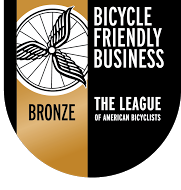 BICYCLE
FRIENDLY
BUSINESS
BRONZE
THE LEAGUE
OF AMERICAN BICYCLISTS